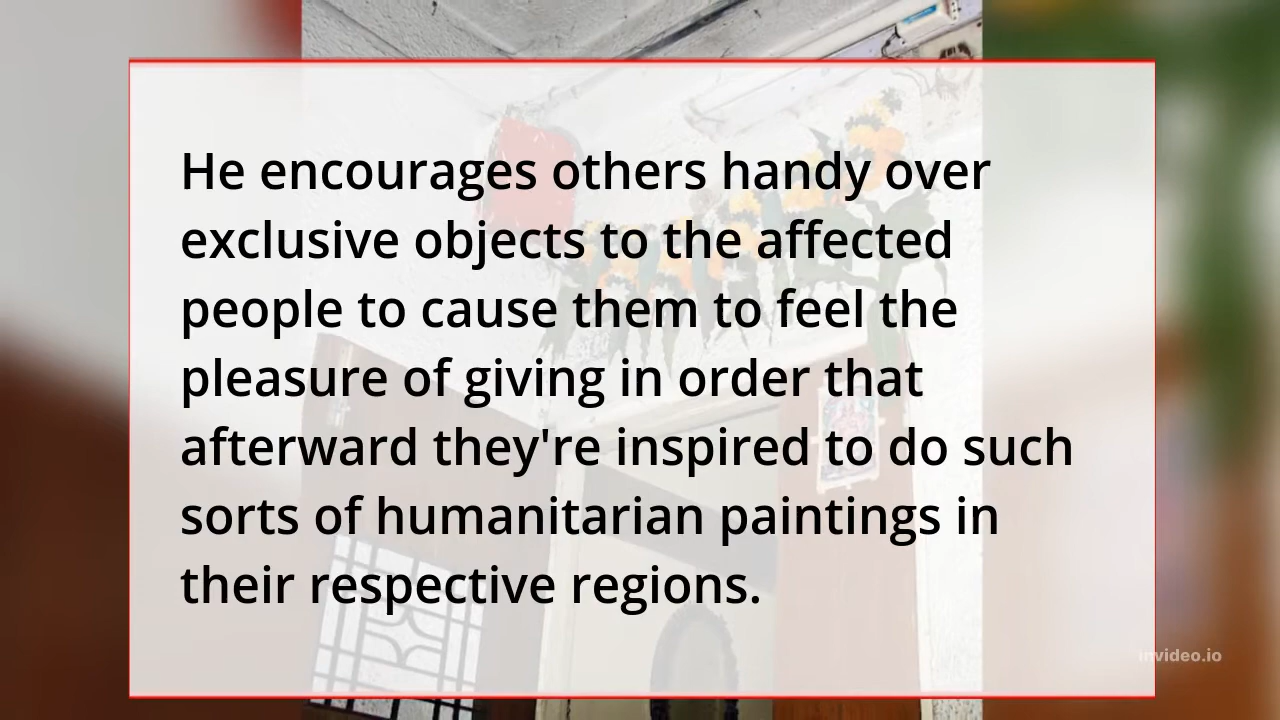 He encourages others handy over
exclusive objects to the affected
people to cause them to feel the
pleasure of giving in order that
afterward they're inspired to do such
sorts of humanitarian paintings in
their respective regions.
invideo.io